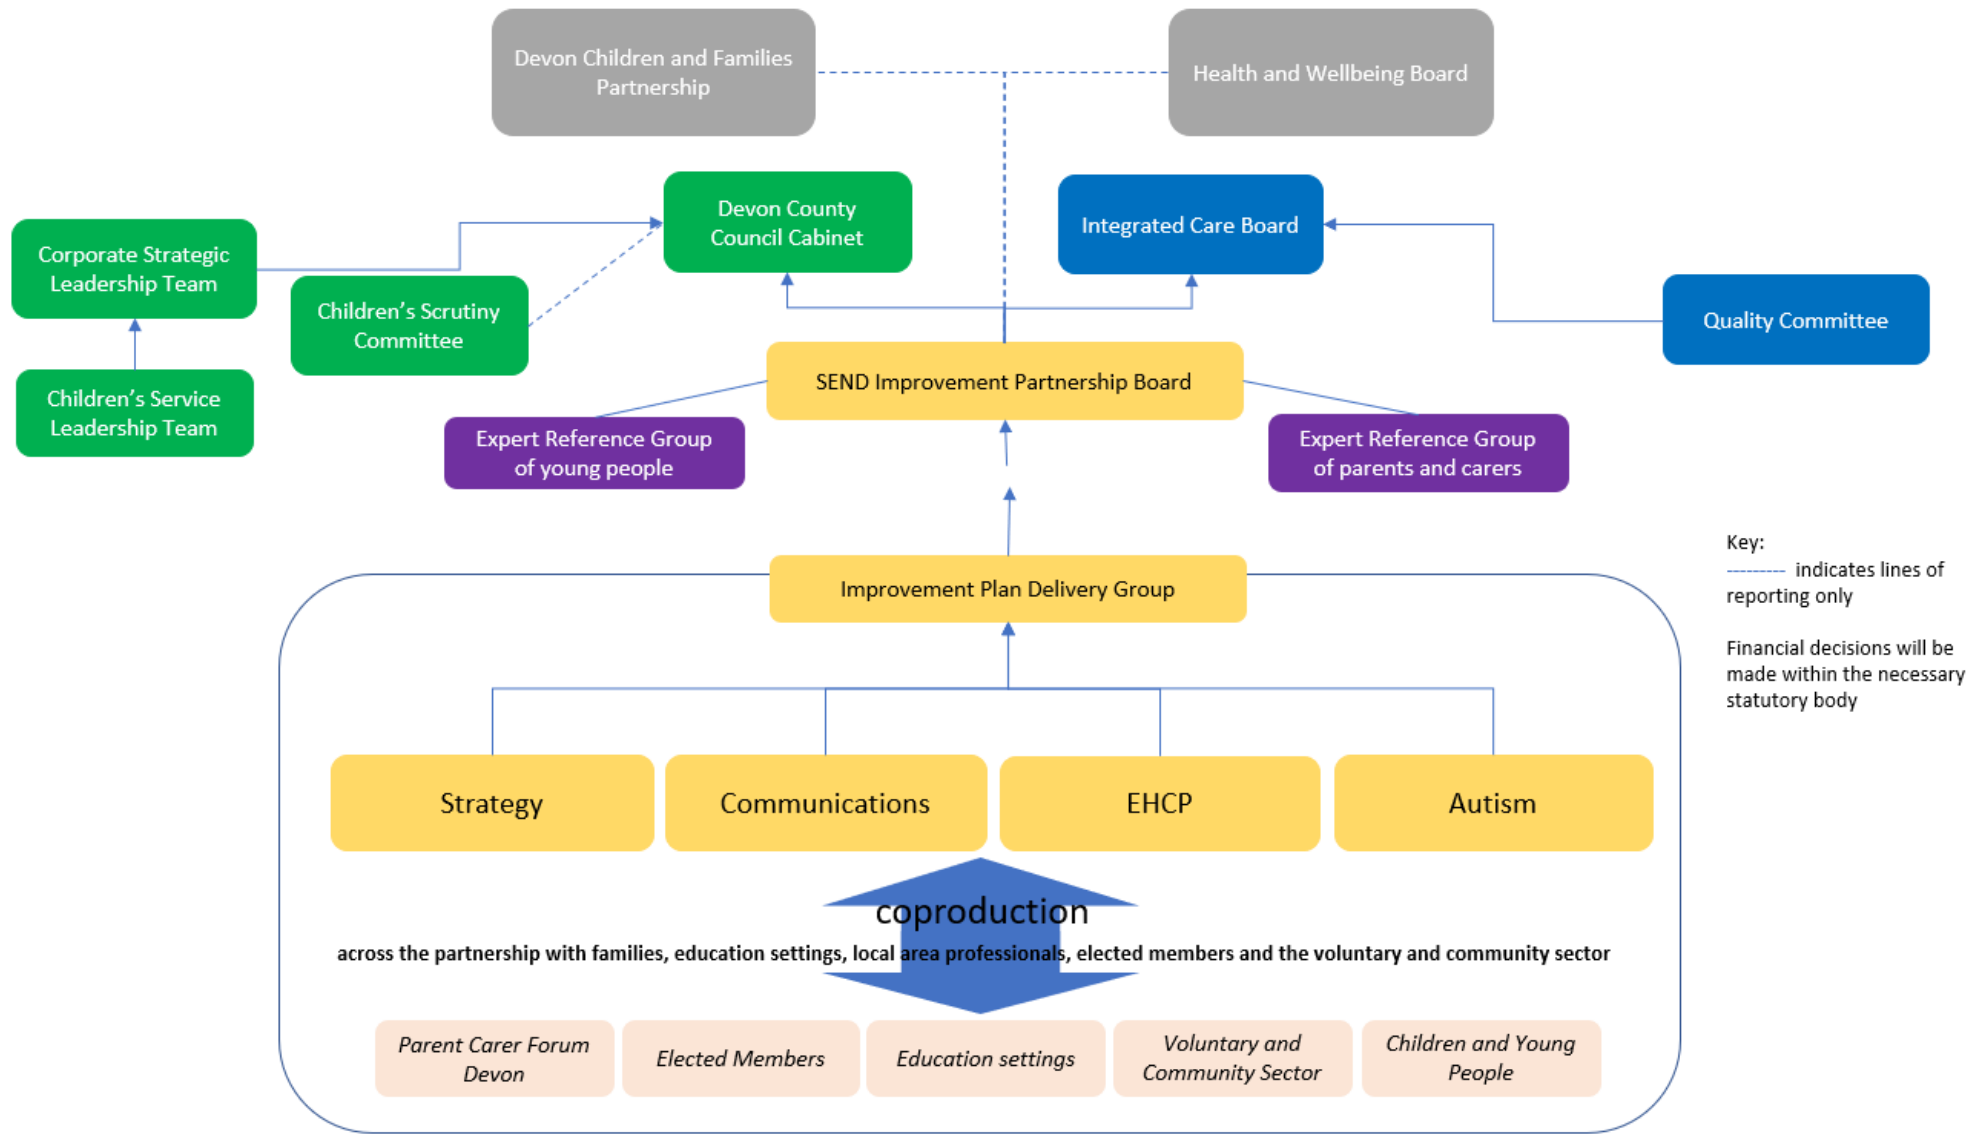 Devon Children and Families
Partnership
Health and Wellbeing Board
Devon County
Council Cabinet
Integrated Care Board
Corporate Strategic
Leadership Team
Children’s Scrutiny
Committee
Quality Committee
Children’s Service
Leadership Team
SEND Improvement Partnership Board
Expert Reference Group
of young people
Expert Reference Group
of parents and carers
Key:
--------- indicates lines of
reporting only
Financial decisions will be
made within the necessary
statutory body
Improvement Plan Delivery Group
Strategy
Communications
EHCP
Autism
coproduction
across the partnership with families, education settings, local area professionals, elected members and the voluntary and community sector
Parent Carer Forum
Devon
Elected Members
Education settings
Voluntary and
Community Sector
Children and Young
People